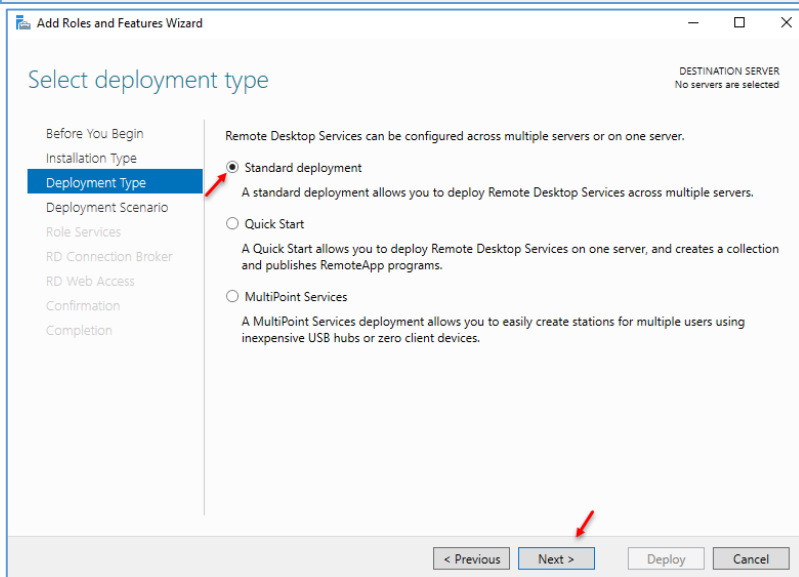 Add Roles and Features Wizard
Select deployment type
DESTINATION SERVER
No servers are selected
Before You Begin
Installation Type
Deployment Type
Deployment Scenario
Role Services
RD Connection Broker
RD Web Access
Confirmation
Completion
Remote Desktop Services can be configured across multiple servers or on one server.
Standard deployment
A standard deployment allows you to deploy Remote Desktop Services across multiple servers.
Quick Start
A Quick Start allows you to deploy Remote Desktop Services on one server, and creates a collection
and publishes RemoteApp programs.
MultiPoint Services
A MultiPoint Services deployment allows you to easily create stations for multiple users using
inexpensive USB hubs or zero client devices.
< Previous Next > Deploy Cancel